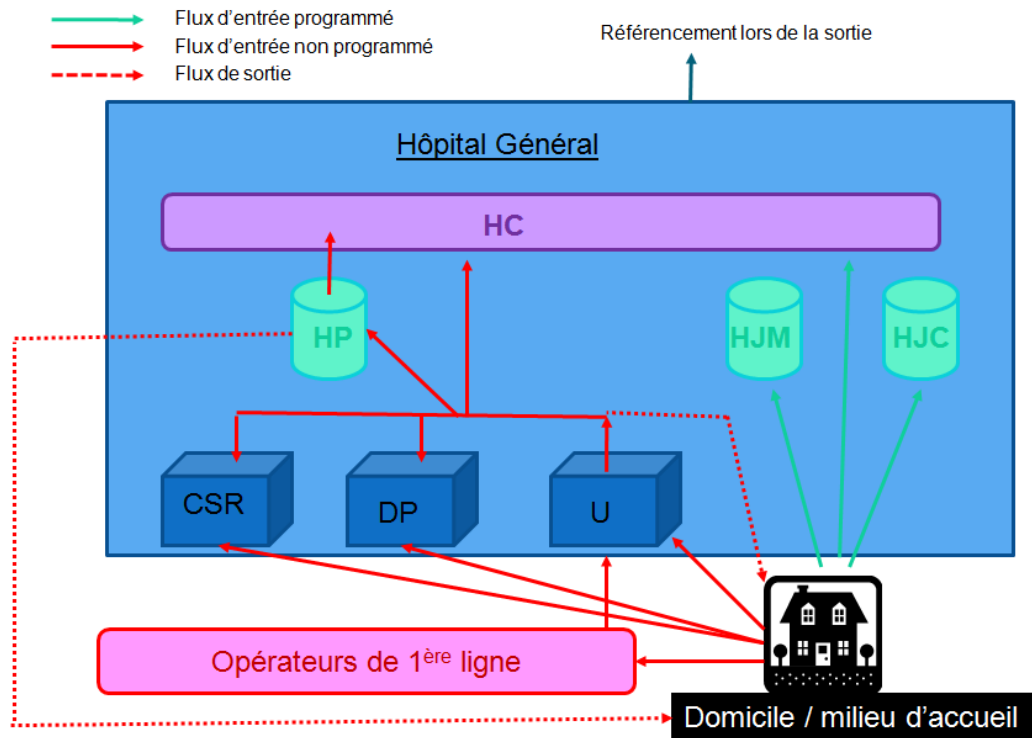 Flux d'entrée programmé
Flux d'entrée non programmé
Flux de sortie
Référencement lors de la sortie
Hôpital Général
HC
HP
HJM
HJC
CSR
DP
U
Opérateurs de 1ère ligne
Domicile / milieu d'accueil